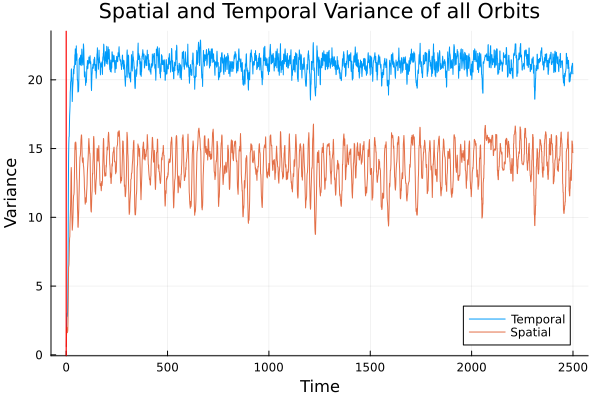 Spatial and Temporal Variance of all Orbits
Variance
20
15
10
5
0
0 500 1000 1500 2000 2500
Time
Temporal
Spatial